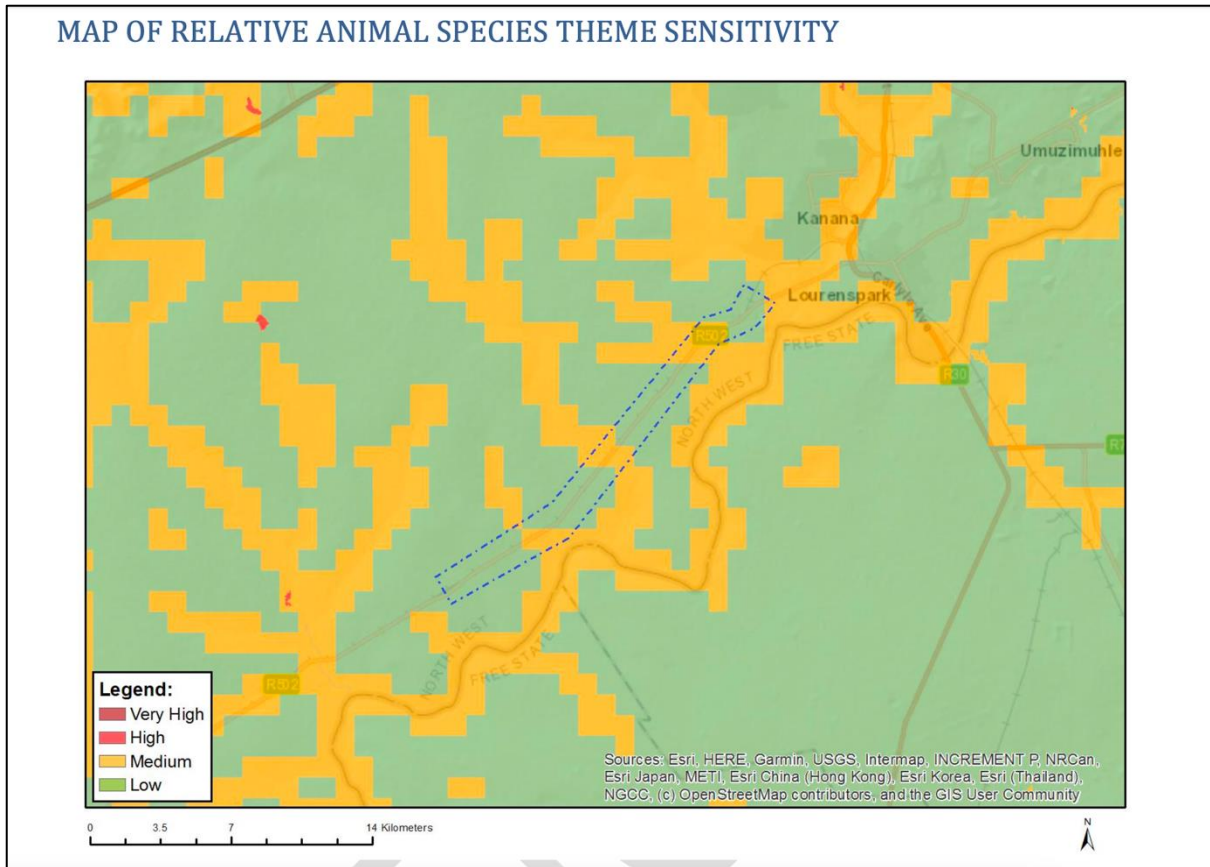 MAP OF RELATIVE ANIMAL SPECIES THEME SENSITIVITY
Umuzimuhle
Kanana
Lourenspark
Carlyle Ave
R502
FREE STATE
NORTH WEST
R30
NORTH WEST
FREE STATE
R502
Legend:
Very High
High
Medium
Low
Sources: Esri, HERE, Garmin, USGS, Intermap, INCREMENT P, NRCan,
Esri Japan, METI, Esri China (Hong Kong), Esri Korea, Esri (Thailand),
NGCC, (c) OpenStreetMap contributors, and the GIS User Community
0 3.5 7 14 Kilometers
N